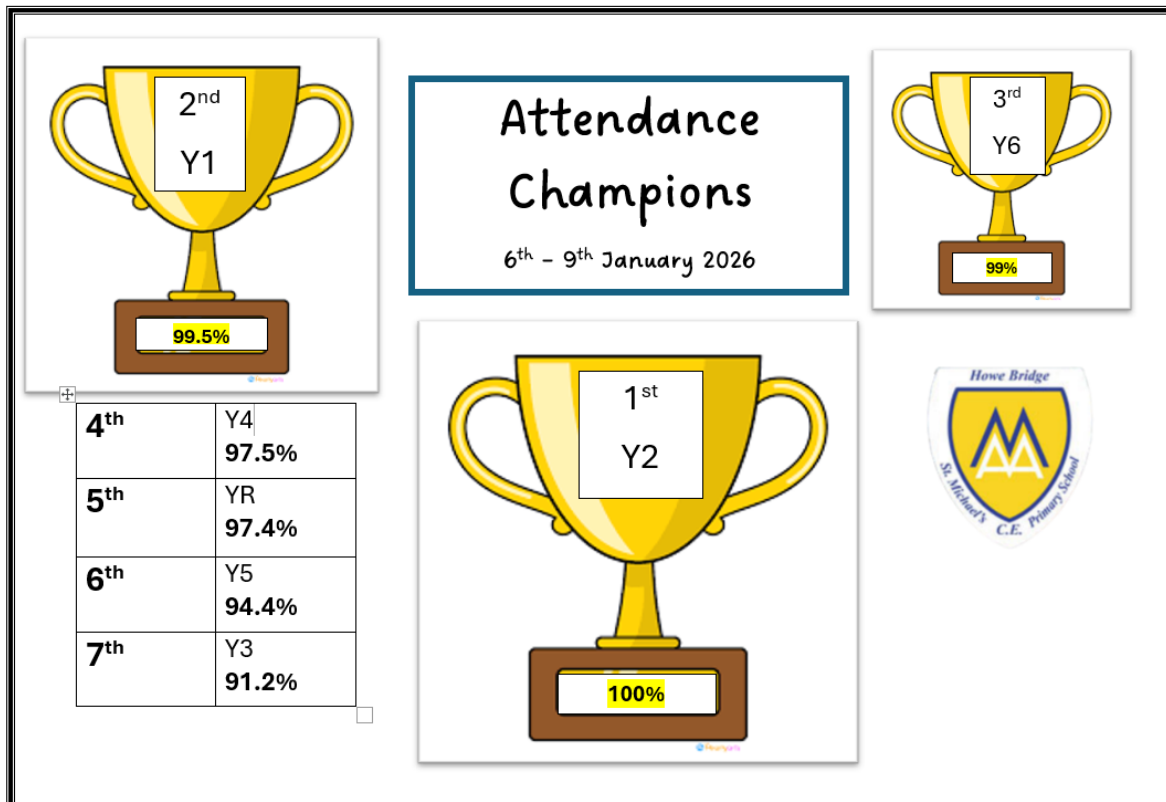 2nd
Y1
99.5%
Attendance
Champions
6th - 9th January 2026
3rd
Y6
99%
1st
Y2
100%
4th
Y4
97.5%
5th
YR
97.4%
6th
Y5
94.4%
7th
Y3
91.2%
Howe Bridge
St. Michael's C.E. Primary School